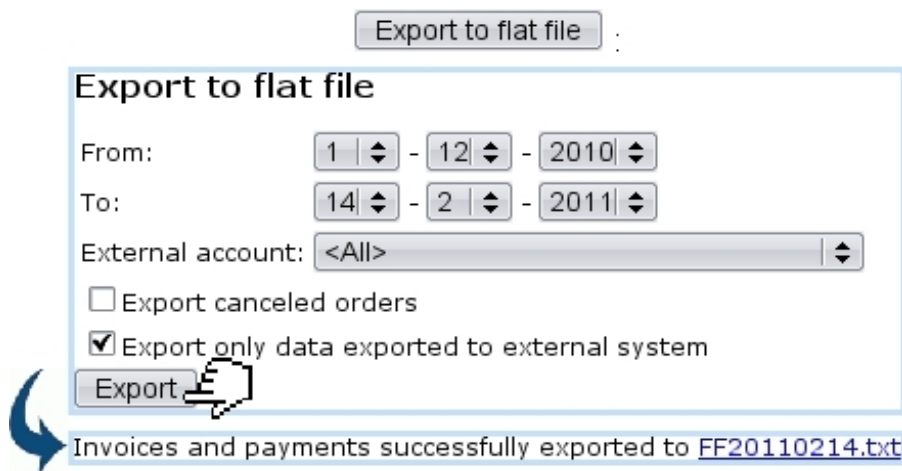 Export to flat file :
Export to flat file
From: 1 - 12 - 2010
To: 14 - 2 - 2011
External account: <All>
Export canceled orders
Export only data exported to external system
Export
Invoices and payments successfully exported to FF20110214.txt